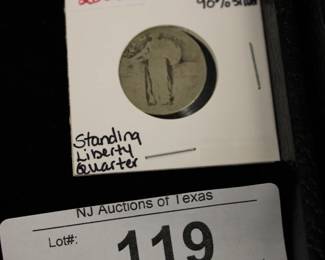 90% silver
Standing
Liberty
Quarter
NJ Auctions of Texas
Lot#:
119